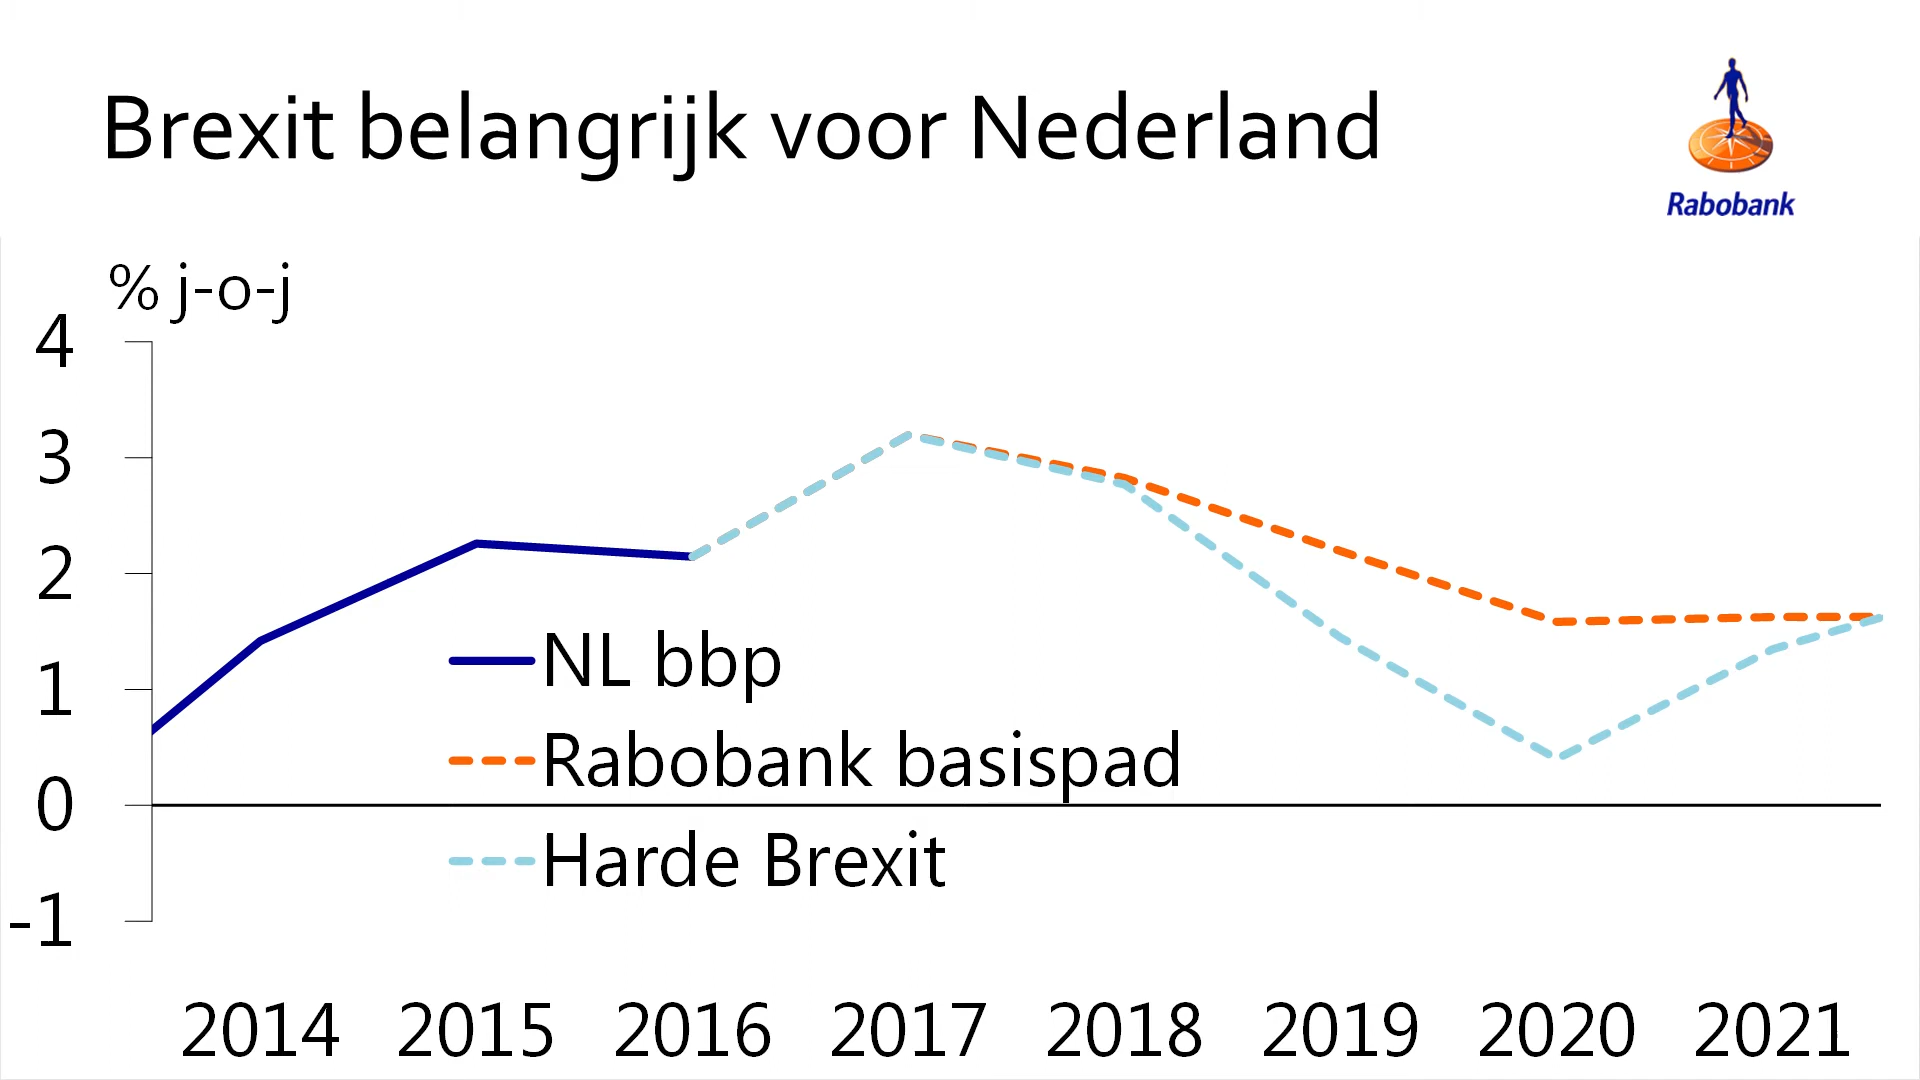 Brexit belangrijk voor Nederland
Rabobank
% j-o-j
4
3
2
1
0
-1
NL bbp
Rabobank basispad
Harde Brexit
2014 2015 2016 2017 2018 2019 2020 2021